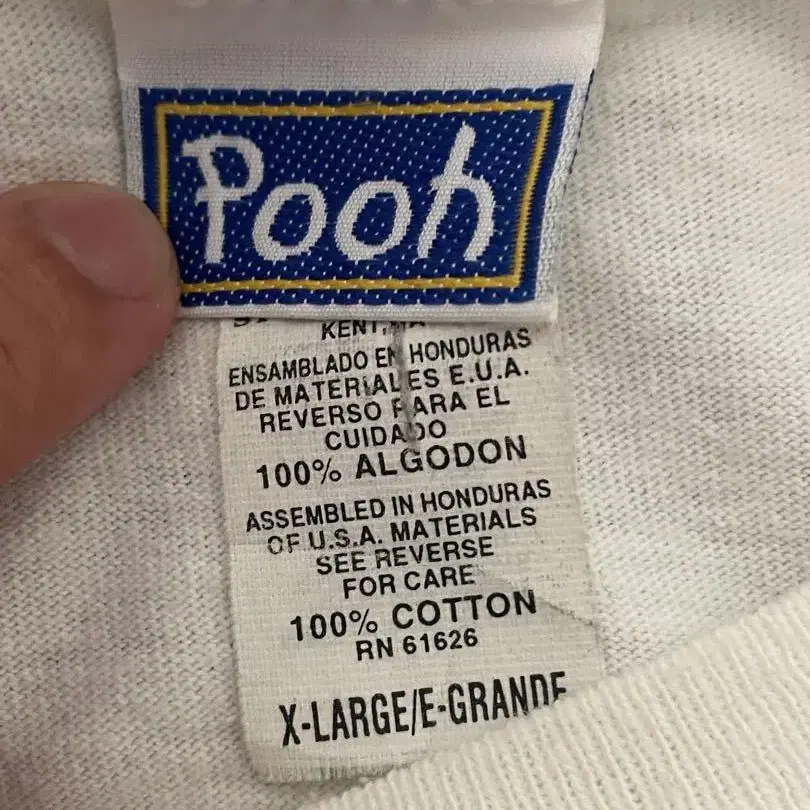 Pooh
KENT,
ENSAMBLADO EN HONDURAS
DE MATERIALES E.U.A.
REVERSO PARA EL
CUIDADO
100% ALGODON
ASSEMBLED IN HONDURAS
OF U.S.A. MATERIALS
SEE REVERSE
FOR CARE
100% COTTON
RN 61626
X-LARGE/E-GRANDE